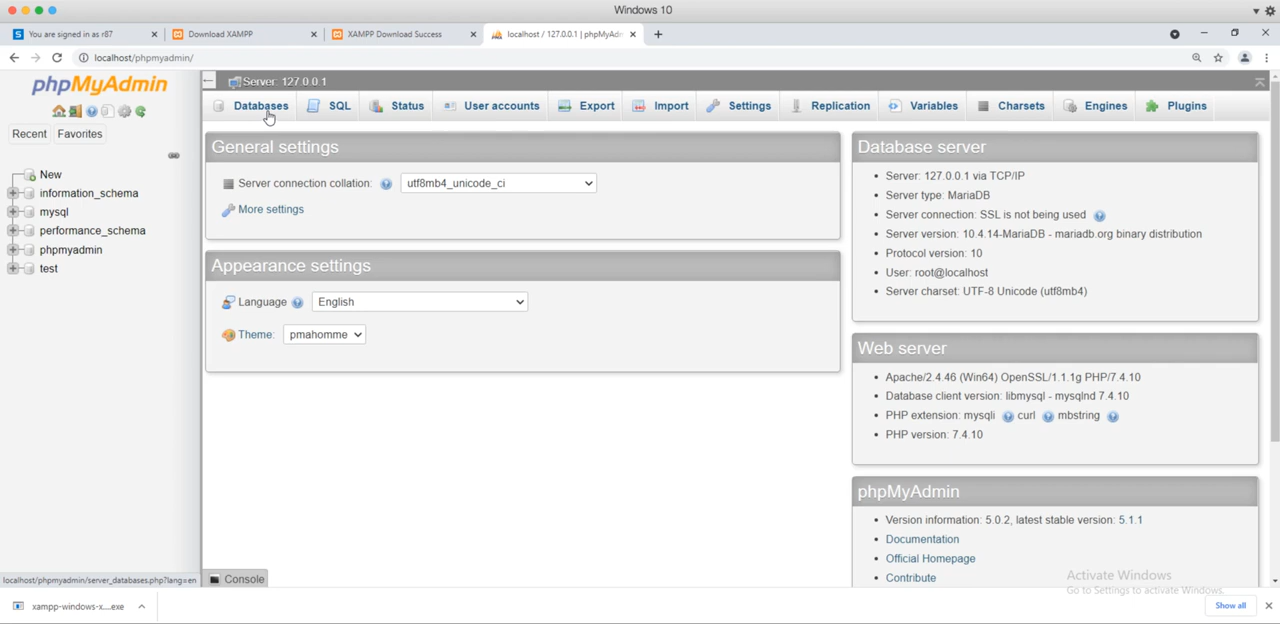 Windows 10
You are signed in as r87
Download XAMPP
XAMPP Download Success
localhost / 127.0.0.1 | phpMyAdm
localhost/phpmyadmin/
phpMyAdmin
Recent
Favorites
New
information_schema
mysql
performance_schema
phpmyadmin
test
Server: 127.0.0.1
Databases
SQL
Status
User accounts
Export
Import
Settings
Replication
Variables
Charsets
Engines
Plugins
General settings
Server connection collation:
utf8mb4_unicode_ci
More settings
Appearance settings
Language
English
Theme:
pmahomme
Database server
Server: 127.0.0.1 via TCP/IP
Server type: MariaDB
Server connection: SSL is not being used
Server version: 10.4.14-MariaDB - mariadb.org binary distribution
Protocol version: 10
User: root@localhost
Server charset: UTF-8 Unicode (utf8mb4)
Web server
Apache/2.4.46 (Win64) OpenSSL/1.1.1g PHP/7.4.10
Database client version: libmysql - mysqlnd 7.4.10
PHP extension: mysqli curl mbstring
PHP version: 7.4.10
phpMyAdmin
Version information: 5.0.2, latest stable version: 5.1.1
Documentation
Official Homepage
Contribute
Console
Activate Windows
Go to Settings to activate Windows.
localhost/phpmyadmin/server_databases.php?lang=en
xampp-windows-x....exe
Show all